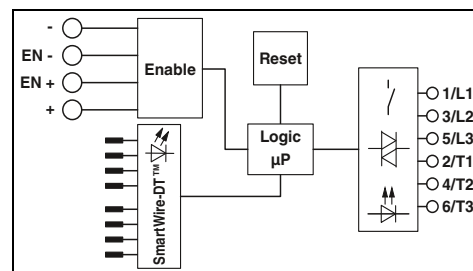 -
EN -
EN +
+
Enable
Reset
Logic
µP
SmartWire-DT™
1/L1
3/L2
5/L3
2/T1
4/T2
6/T3